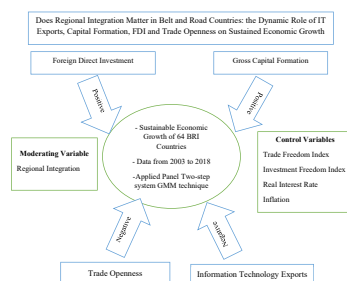 Does Regional Integration Matter in Belt and Road Countries: the Dynamic Role of IT
Exports, Capital Formation, FDI and Trade Openness on Sustained Economic Growth
Foreign Direct Investment
Gross Capital Formation
Positive
Positive
- Sustainable Economic
Growth of 64 BRI
Countries
- Data from 2003 to 2018
-Applied Panel Two-step
system GMM technique
Moderating Variable
Regional Integration
Control Variables
Trade Freedom Index
Investment Freedom Index
Real Interest Rate
Inflation
Negative
Negative
Trade Openness
Information Technology Exports